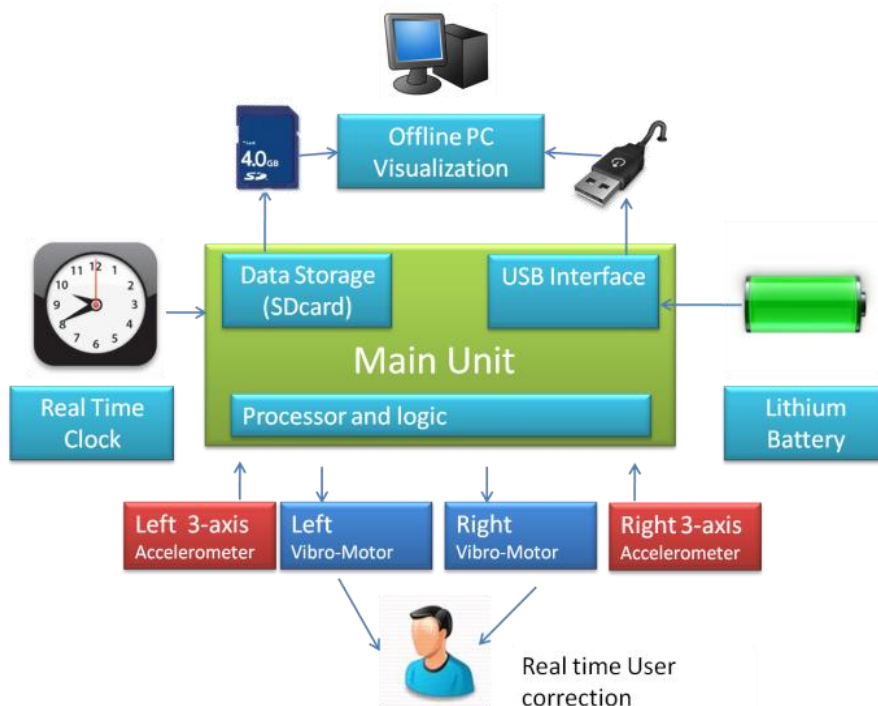 Offline PC
Visualization
4.0GB
SD
12
1
2
3
4
5
6
7
8
9
10
11
Data Storage
(SDcard)
USB Interface
Main Unit
Processor and logic
Real Time
Clock
Lithium
Battery
Left 3-axis
Accelerometer
Left
Vibro-Motor
Right
Vibro-Motor
Right 3-axis
Accelerometer
Real time User
correction